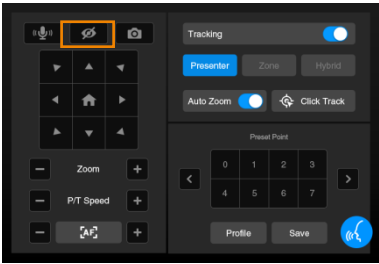 Tracking
Presenter Zone Hybrid
Auto Zoom Click Track
Zoom
P/T Speed
[AF]
Preset Point
0 1 2 3
4 5 6 7
Profile Save